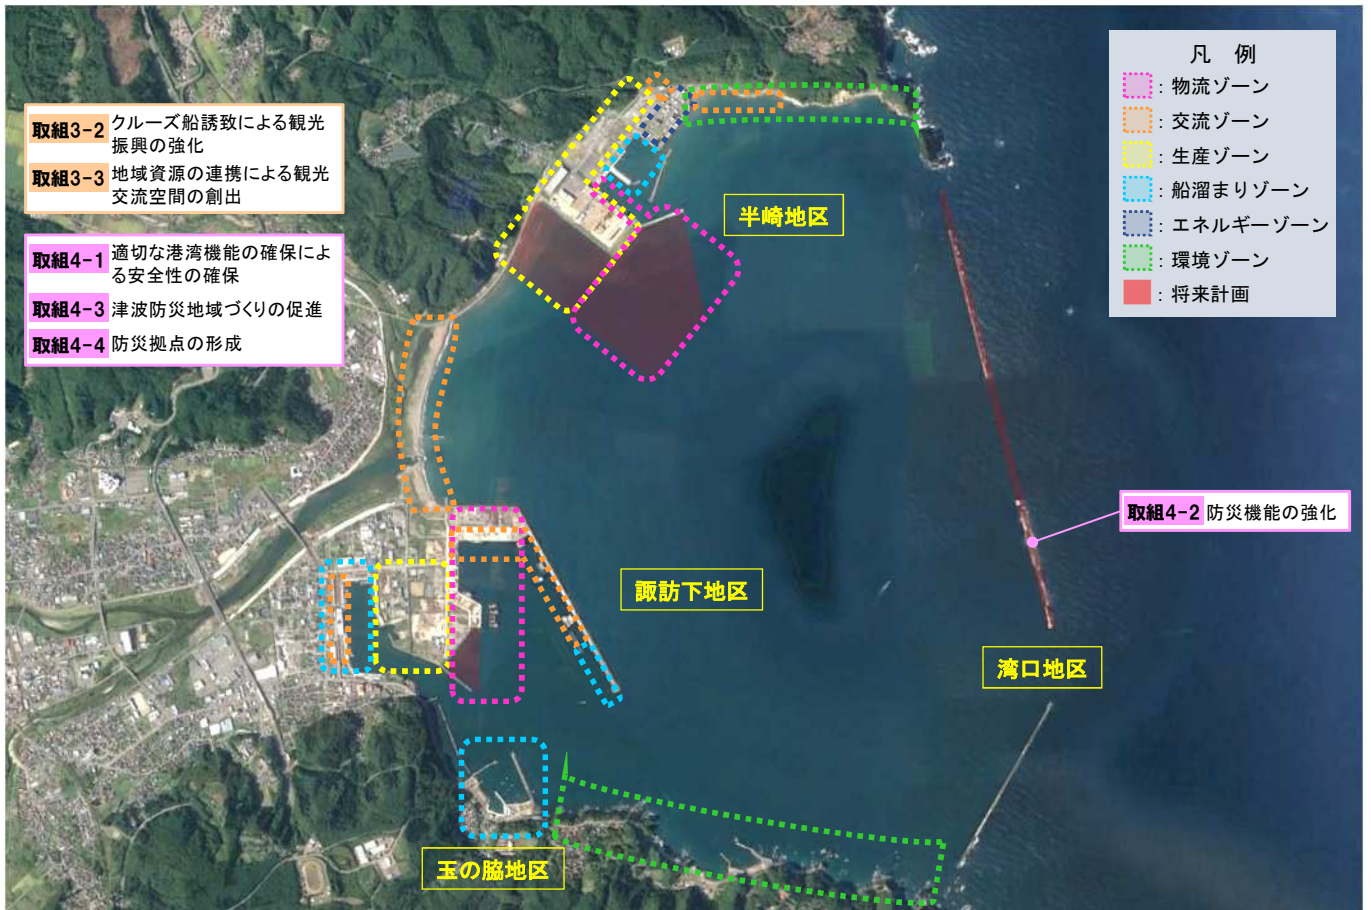 取組3-2 クルーズ船誘致による観光
振興の強化
取組3-3 地域資源の連携による観光
交流空間の創出
取組4-1 適切な港湾機能の確保によ
る安全性の確保
取組4-3 津波防災地域づくりの促進
取組4-4 防災拠点の形成
凡 例
：物流ゾーン
：交流ゾーン
：生産ゾーン
：船溜まりゾーン
：エネルギーゾーン
：環境ゾーン
：将来計画
半崎地区
取組4-2 防災機能の強化
諏訪下地区
湾口地区
玉の脇地区